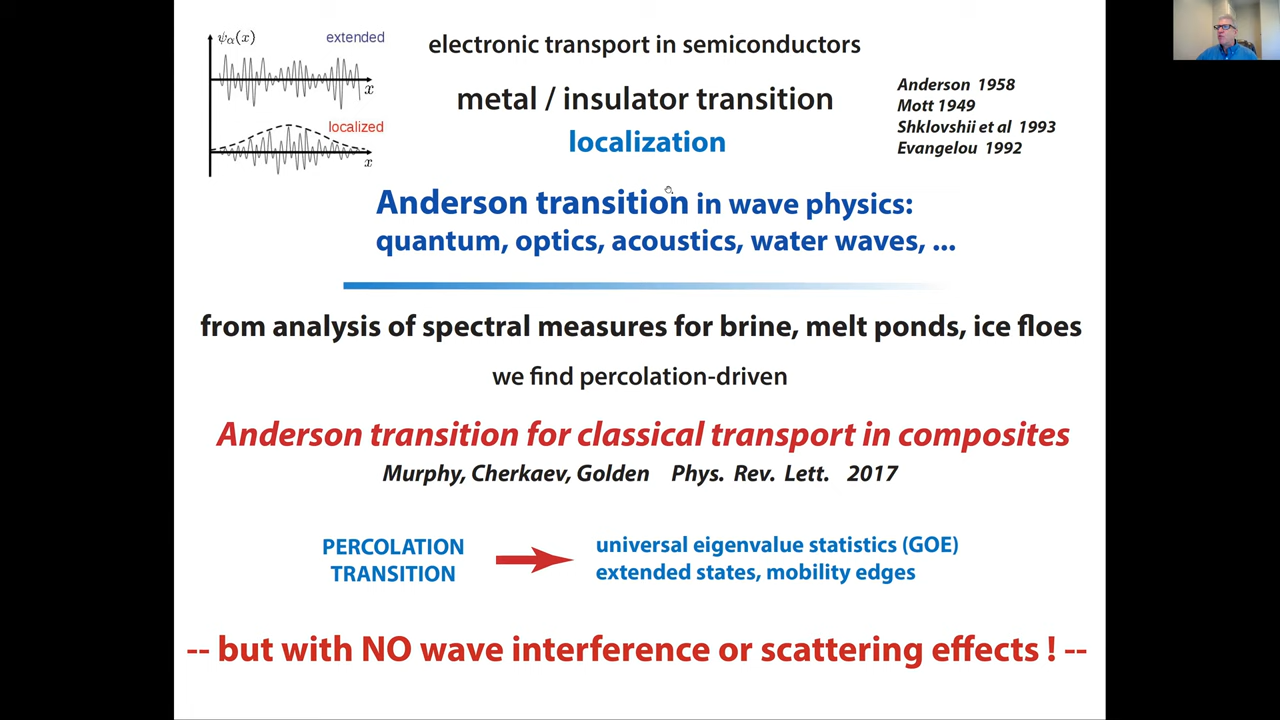 ψα(x)
extended
x
localized
x
electronic transport in semiconductors
metal / insulator transition
localization
Anderson 1958
Mott 1949
Shklovshii et al 1993
Evangelou 1992
Anderson transition in wave physics:
quantum, optics, acoustics, water waves, ...
from analysis of spectral measures for brine, melt ponds, ice floes
we find percolation-driven
Anderson transition for classical transport in composites
Murphy, Cherkaev, Golden Phys. Rev. Lett. 2017
PERCOLATION
TRANSITION
universal eigenvalue statistics (GOE)
extended states, mobility edges
-- but with NO wave interference or scattering effects ! --